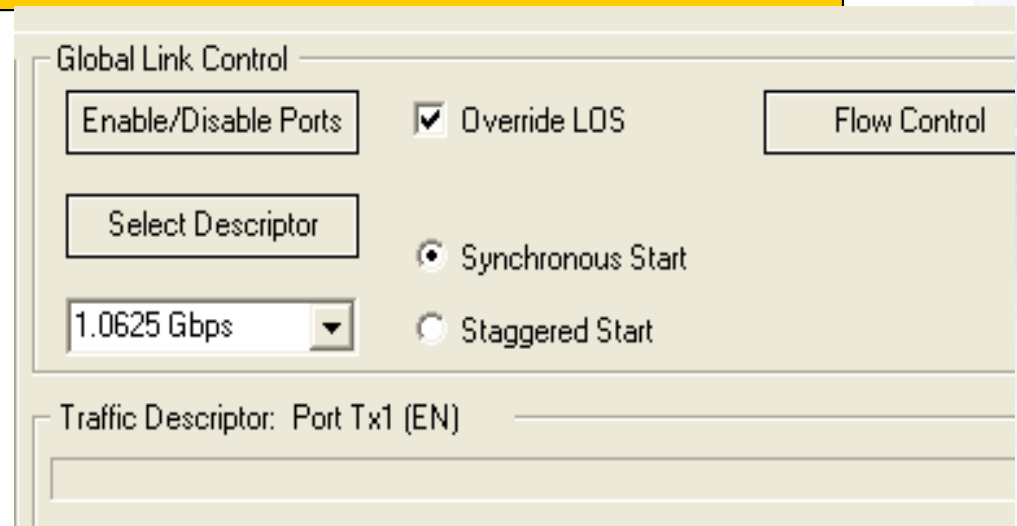 Global Link Control
Enable/Disable Ports
Override LOS
Flow Control
Select Descriptor
Synchronous Start
1.0625 Gbps
Staggered Start
Traffic Descriptor: Port Tx1 (EN)